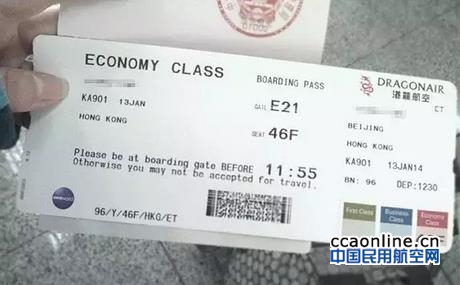 ECONOMY CLASS
BOARDING PASS
DRAGONAIR
港龍航空
ET
KA901 13JAN
GATE E21
HONG KONG
SEAT 46F
BEIJING
HONG KONG
KA901 13JAN14
Please be at boarding gate BEFORE 11:55
Otherwise you may not be accepted for travel.
BN: 96 DEP:1230
96/Y/46F/HKG/ET
First Class
Business Class
Economy Class
ccaonline.cn
中国民用航空网